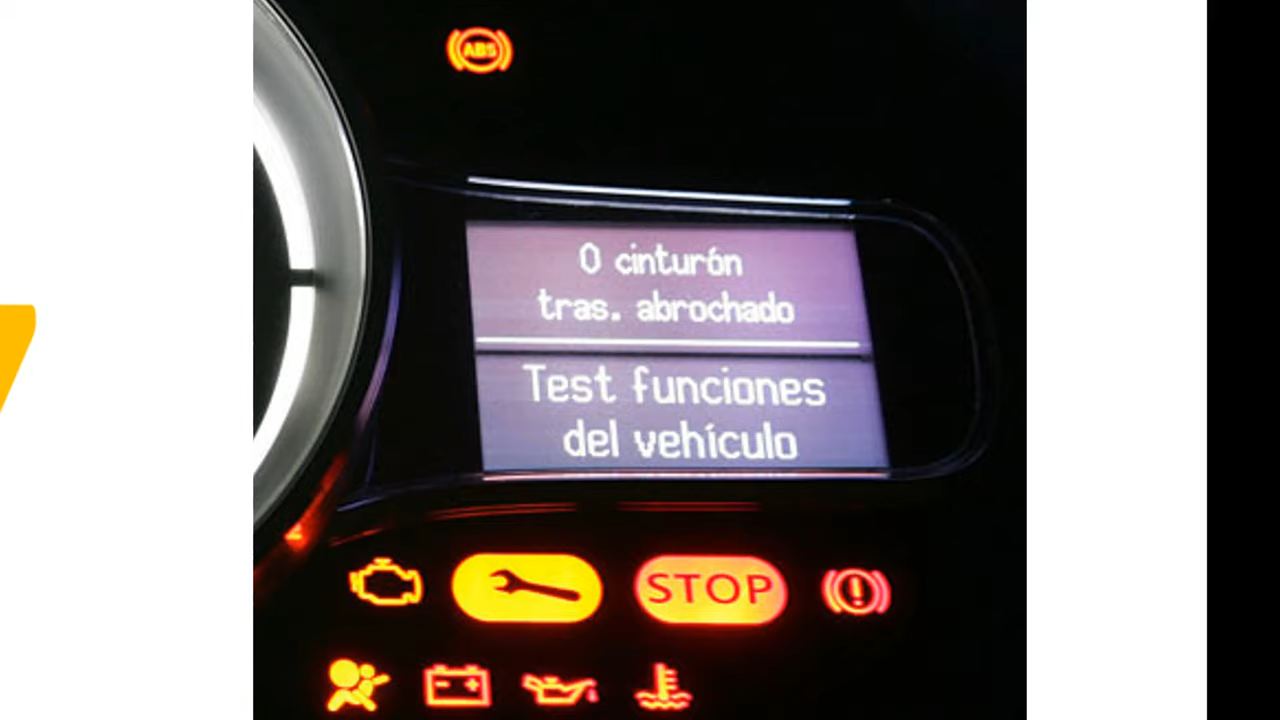 ABS
0 cinturón
tras. abrochado
Test funciones
del vehículo
STOP